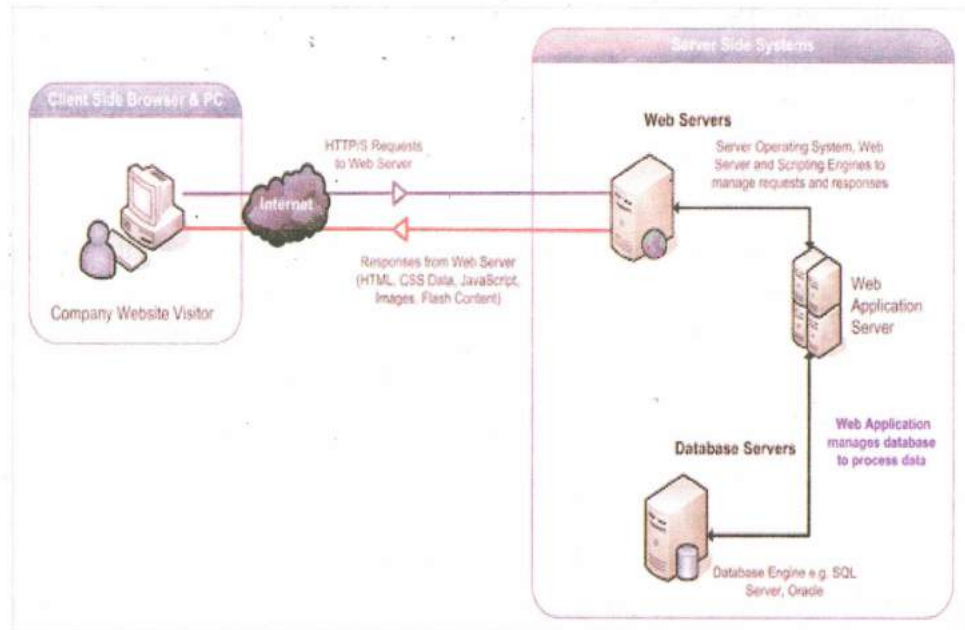 Server Side Systems
Client Side Browser & PC
Web Servers
HTTP/S Requests
to Web Server
Server Operating System, Web
Server and Scripting Engines to
manage requests and responses
Internet
Responses from Web Server
(HTML, CSS Data, JavaScript,
Images, Flash Content)
Company Website Visitor
Web
Application
Server
Web Application
manages database
to process data
Database Servers
Database Engine e.g. SQL
Server, Oracle